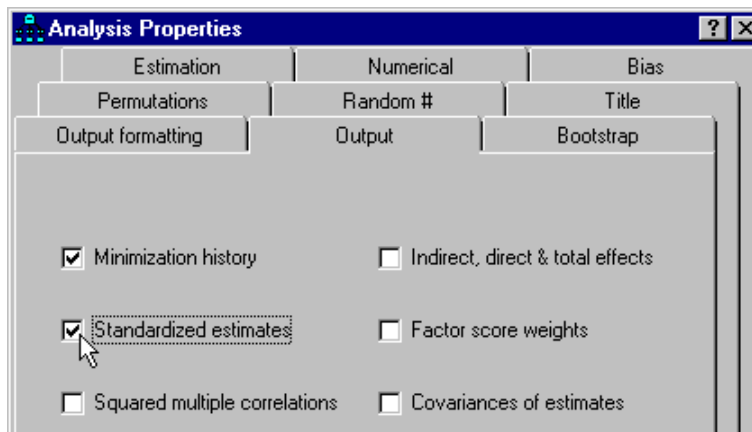 Analysis Properties
Estimation Numerical Bias
Permutations Random # Title
Output formatting Output Bootstrap
Minimization history Indirect, direct & total effects
Standardized estimates Factor score weights
Squared multiple correlations Covariances of estimates